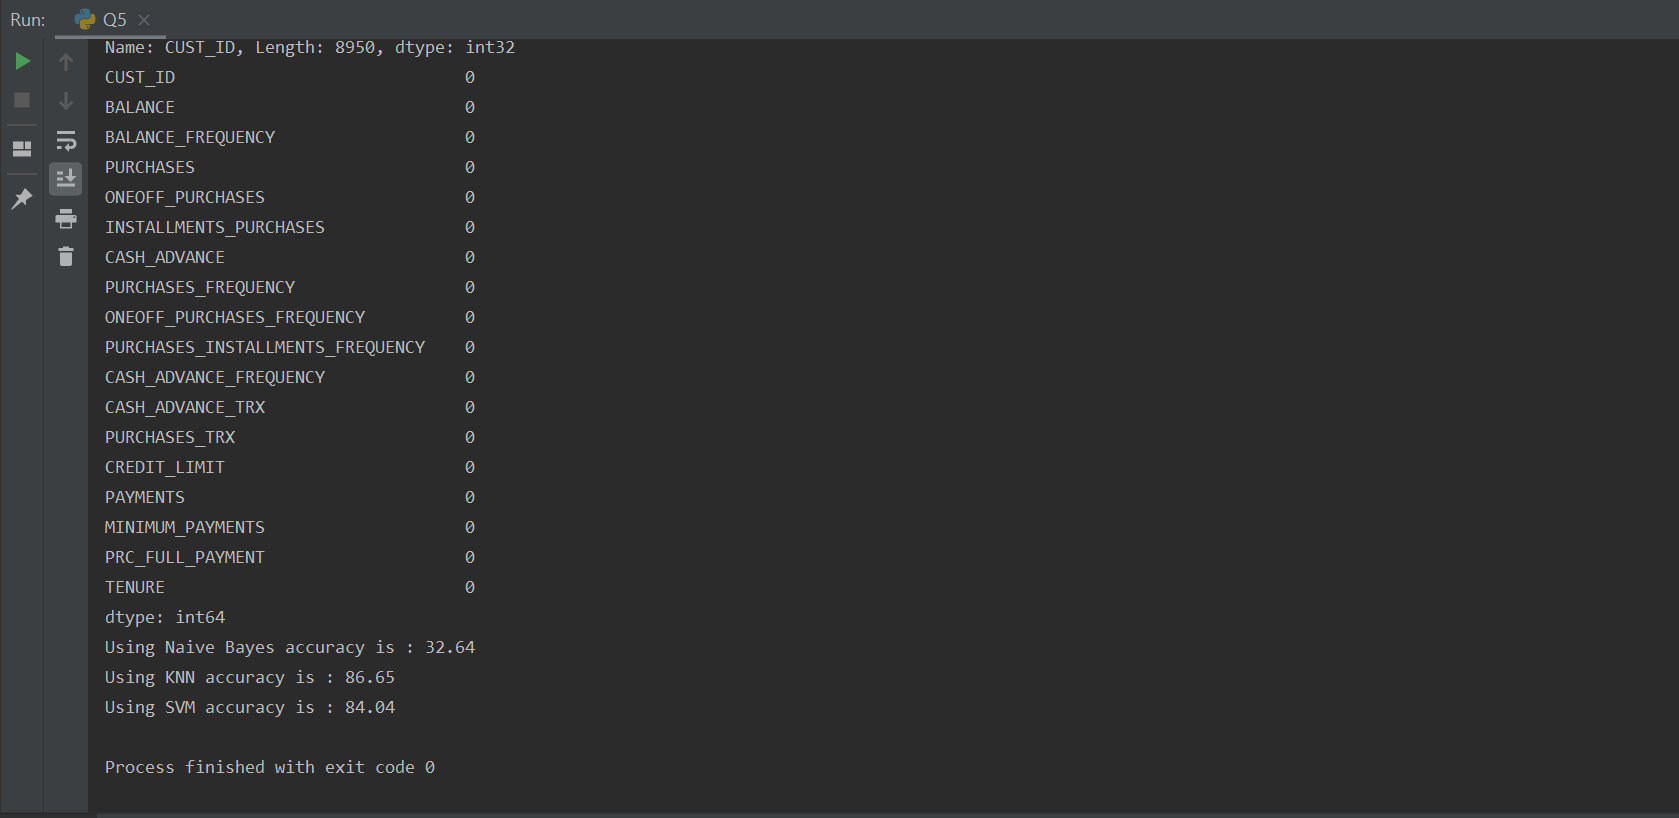 Run: Q5
Name: CUST_ID, Length: 8950, dtype: int32
CUST_ID 0
BALANCE 0
BALANCE_FREQUENCY 0
PURCHASES 0
ONEOFF_PURCHASES 0
INSTALLMENTS_PURCHASES 0
CASH_ADVANCE 0
PURCHASES_FREQUENCY 0
ONEOFF_PURCHASES_FREQUENCY 0
PURCHASES_INSTALLMENTS_FREQUENCY 0
CASH_ADVANCE_FREQUENCY 0
CASH_ADVANCE_TRX 0
PURCHASES_TRX 0
CREDIT_LIMIT 0
PAYMENTS 0
MINIMUM_PAYMENTS 0
PRC_FULL_PAYMENT 0
TENURE 0
dtype: int64
Using Naive Bayes accuracy is : 32.64
Using KNN accuracy is : 86.65
Using SVM accuracy is : 84.04
Process finished with exit code 0